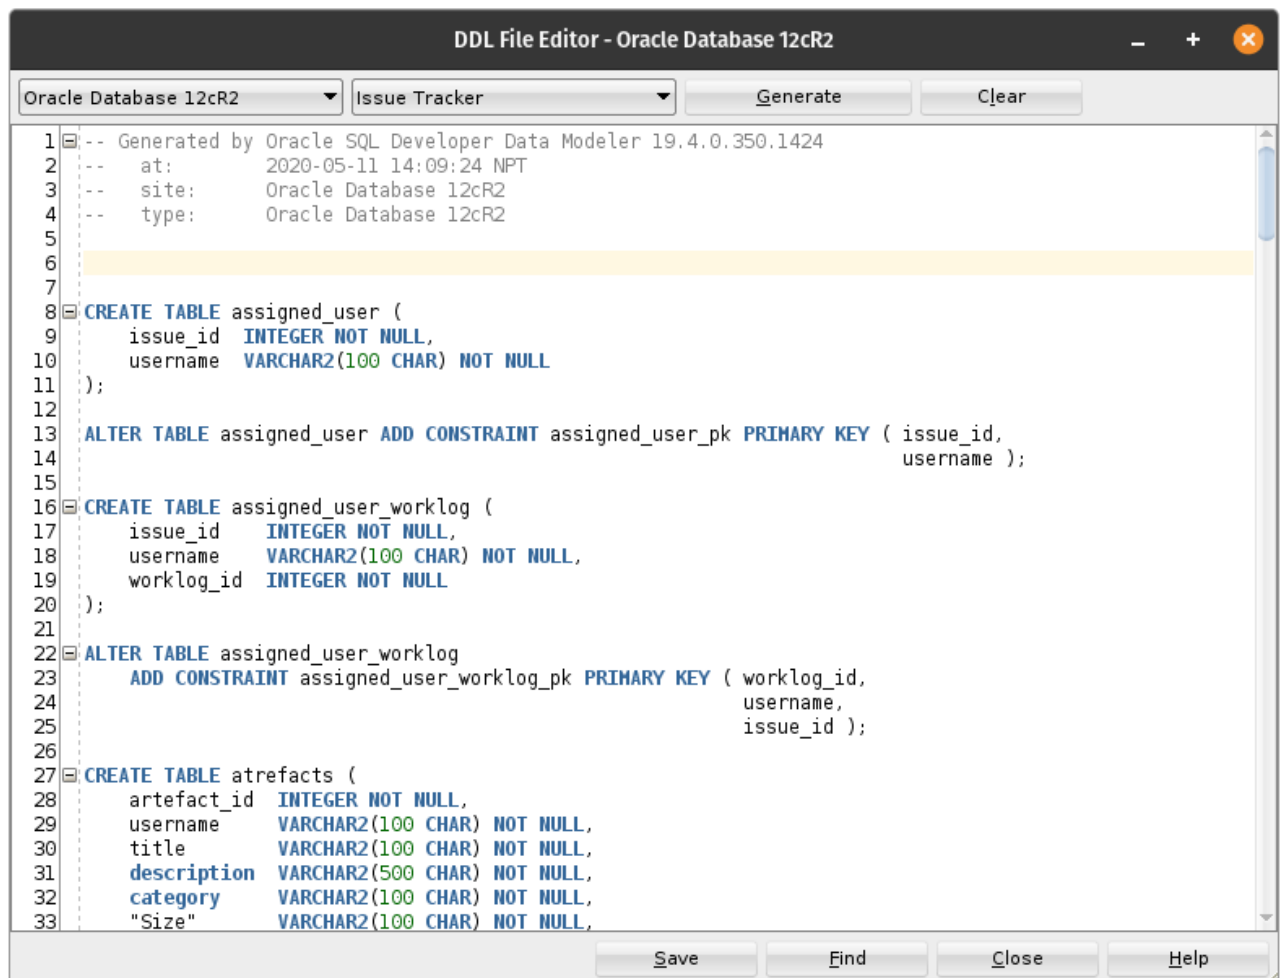 DDL File Editor - Oracle Database 12cR2
Oracle Database 12cR2 Issue Tracker Generate Clear
1 -- Generated by Oracle SQL Developer Data Modeler 19.4.0.350.1424
2 --   at:        2020-05-11 14:09:24 NPT
3 --   site:      Oracle Database 12cR2
4 --   type:      Oracle Database 12cR2
5
6
7
8 CREATE TABLE assigned_user (
9     issue_id  INTEGER NOT NULL,
10     username  VARCHAR2(100 CHAR) NOT NULL
11 );
12
13 ALTER TABLE assigned_user ADD CONSTRAINT assigned_user_pk PRIMARY KEY ( issue_id,
14                                                                         username );
15
16 CREATE TABLE assigned_user_worklog (
17     issue_id    INTEGER NOT NULL,
18     username    VARCHAR2(100 CHAR) NOT NULL,
19     worklog_id  INTEGER NOT NULL
20 );
21
22 ALTER TABLE assigned_user_worklog
23     ADD CONSTRAINT assigned_user_worklog_pk PRIMARY KEY ( worklog_id,
24                                                           username,
25                                                           issue_id );
26
27 CREATE TABLE atrefacts (
28     artefact_id  INTEGER NOT NULL,
29     username     VARCHAR2(100 CHAR) NOT NULL,
30     title        VARCHAR2(100 CHAR) NOT NULL,
31     description  VARCHAR2(500 CHAR) NOT NULL,
32     category     VARCHAR2(100 CHAR) NOT NULL,
33     "Size"       VARCHAR2(100 CHAR) NOT NULL,
Save Find Close Help